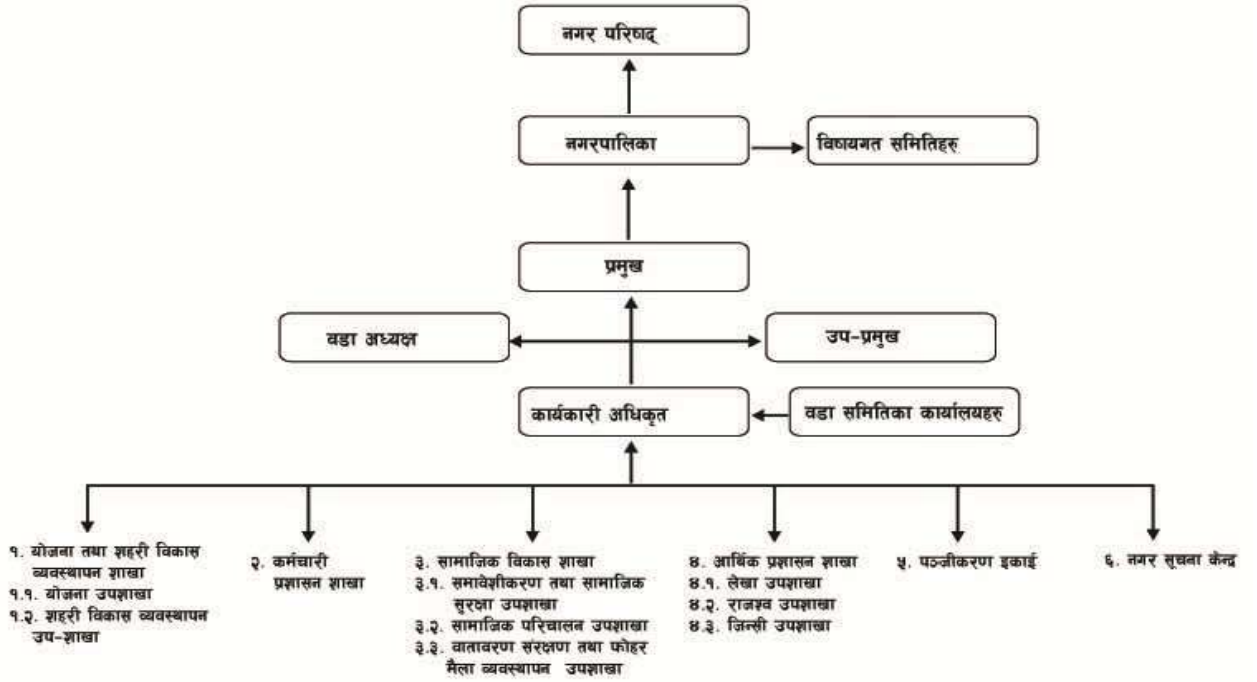 नगर परिषाद्
नगरपालिका
विषायगत समितिहरु
प्रमुख
वडा अध्यक्ष
उप-प्रमुख
कार्यकारी अधिकृत
वडा समितिका कार्यालयहरु
१. योजना तथा शहरी विकास
व्यवस्थापन शाखा
१.१. योजना उपशाखा
१.२. शहरी विकास व्यवस्थापन
उप-शाखा
२. कर्मचारी
प्रशासन शाखा
३. सामाजिक विकास शाखा
३.१. समावेशीकरण तथा सामाजिक
सुरक्षा उपशाखा
३.२. सामाजिक परिचालन उपशाखा
३.३. वातावरण संरक्षण तथा फोहर
मैला व्यवस्थापन उपशाखा
४. आर्थिक प्रशासन शाखा
४.१. लेखा उपशाखा
४.२. राजश्व उपशाखा
४.३. जिन्सी उपशाखा
५. पञ्जीकरण इकाई
६. नगर सूचना केन्द्र